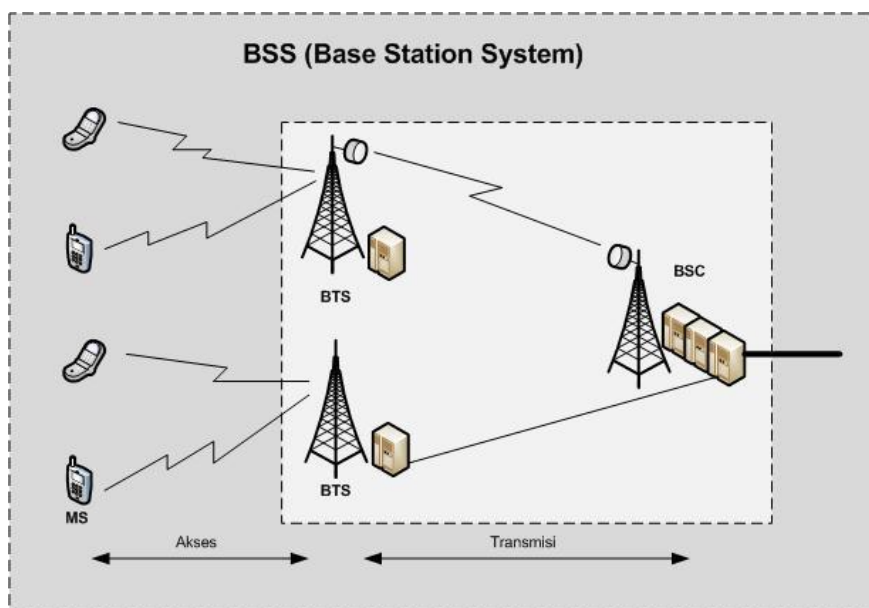 BSS (Base Station System)
BTS
BSC
BTS
MS
Akses
Transmisi